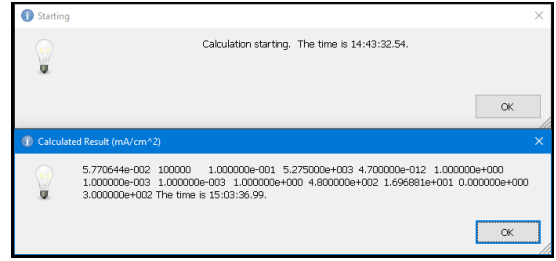 Starting
Calculation starting. The time is 14:43:32.54.
OK
Calculated Result (mA/cm^2)
5.770644e-002 100000 1.000000e-001 5.275000e+003 4.700000e-012 1.000000e+000
1.000000e-003 1.000000e-003 1.000000e+000 4.800000e+002 1.696881e+001 0.000000e+000
3.000000e+002 The time is 15:03:36.99.
OK